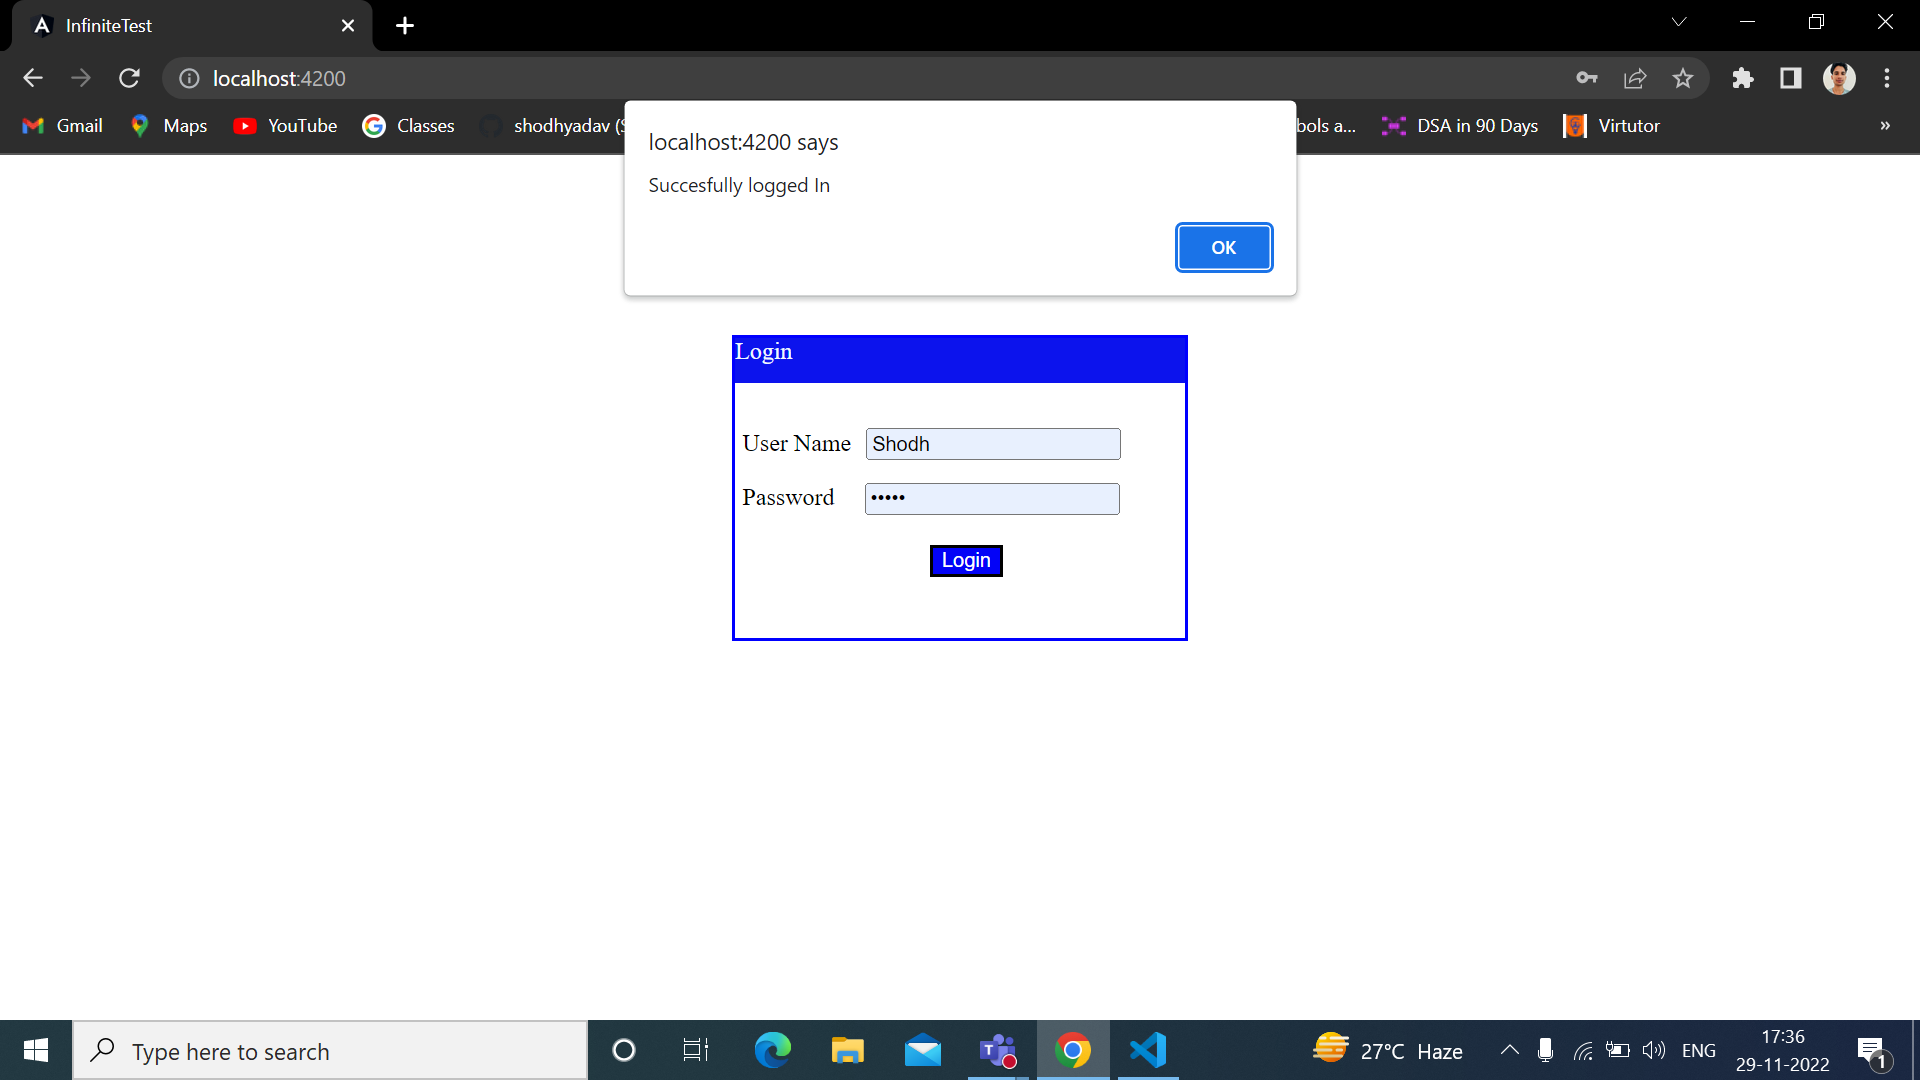 InfiniteTest
localhost:4200
Gmail
Maps
YouTube
Classes
shodhyadav
bols a...
DSA in 90 Days
Virtutor
»
localhost:4200 says
Succesfully logged In
OK
Login
User Name
Shodh
Password
•••••
Login
Type here to search
27°C Haze
ENG
17:36
29-11-2022
1